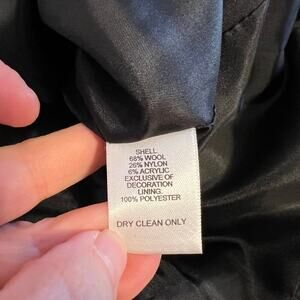 SHELL
68% WOOL
26% NYLON
6% ACRYLIC
EXCLUSIVE OF
DECORATION
LINING.
100% POLYESTER
DRY CLEAN ONLY